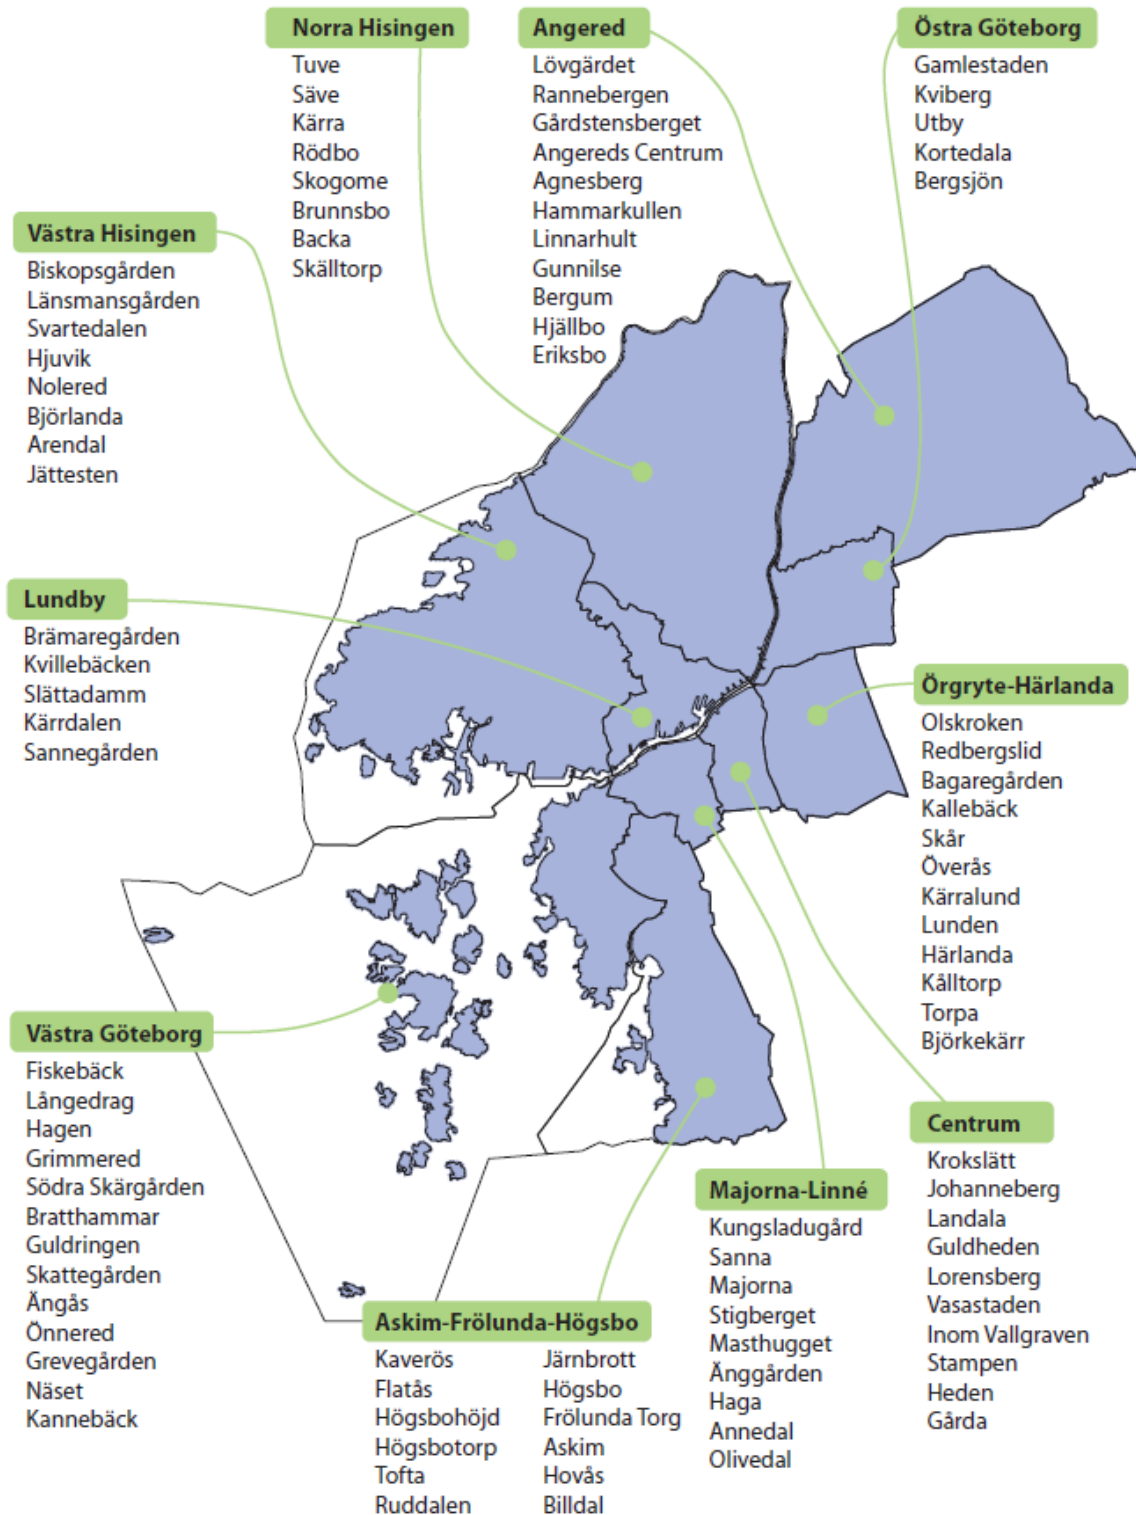 Norra Hisingen
Tuve
Säve
Kärra
Rödbo
Skogome
Brunnsbo
Backa
Skälltorp
Angered
Lövgärdet
Rannebergen
Gårdstensberget
Angereds Centrum
Agnesberg
Hammarkullen
Linnarhult
Gunnilse
Bergum
Hjällbo
Eriksbo
Östra Göteborg
Gamlestaden
Kviberg
Utby
Kortedala
Bergsjön
Västra Hisingen
Biskopsgården
Länsmansgården
Svartedalen
Hjuvik
Nolered
Björlanda
Arendal
Jättesten
Lundby
Brämaregården
Kvillebäcken
Slättadamm
Kärrdalen
Sannegården
Örgryte-Härlanda
Olskroken
Redbergslid
Bagaregården
Kallebäck
Skår
Överås
Kärralund
Lunden
Härlanda
Kålltorp
Torpa
Björkekärr
Västra Göteborg
Fiskebäck
Långedrag
Hagen
Grimmered
Södra Skärgården
Bratthammar
Guldringen
Skattegården
Ängås
Önnered
Grevegården
Näset
Kannebäck
Askim-Frölunda-Högsbo
Kaverös
Flatås
Högsbohöjd
Högsbotorp
Tofta
Ruddalen
Järnbrott
Högsbo
Frölunda Torg
Askim
Hovås
Billdal
Majorna-Linné
Kungsladugård
Sanna
Majorna
Stigberget
Masthugget
Änggården
Haga
Annedal
Olivedal
Centrum
Krokslätt
Johanneberg
Landala
Guldheden
Lorensberg
Vasastaden
Inom Vallgraven
Stampen
Heden
Gårda